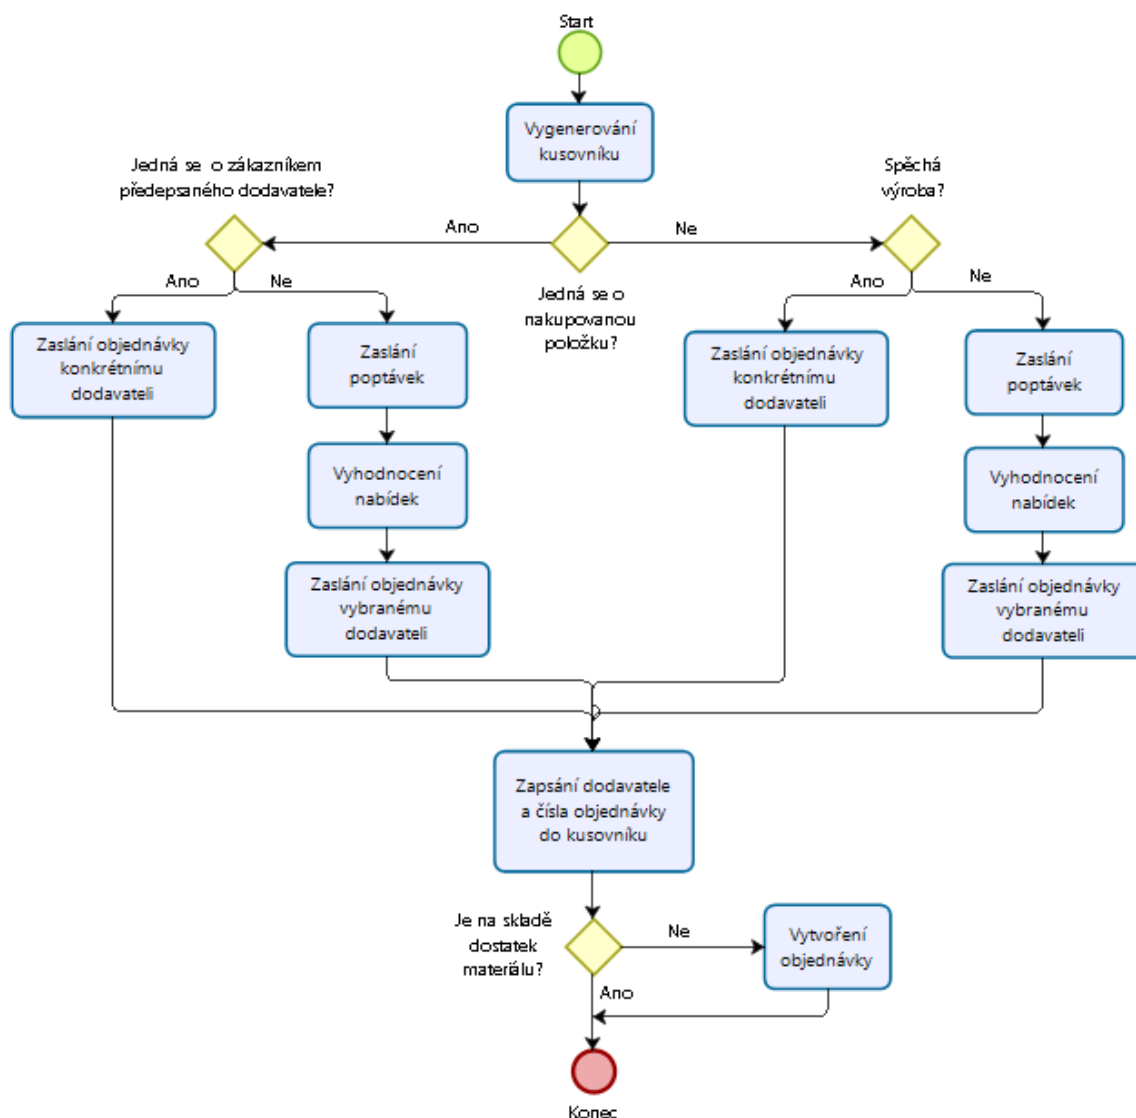 Start
Vygenerování
kusovníku
Jedná se o zákazníkem
předepsaného dodavatele?
Spěchá
výroba?
Ano
Ne
Jedná se o
nakupovanou
položku?
Ano
Ne
Ano
Ne
Zaslání objednávky
konkrétnímu
dodavateli
Zaslání
poptávek
Zaslání objednávky
konkrétnímu
dodavateli
Zaslání
poptávek
Vyhodnocení
nabídek
Vyhodnocení
nabídek
Zaslání objednávky
vybranému
dodavateli
Zaslání objednávky
vybranému
dodavateli
Zapsání dodavatele
a čísla objednávky
do kusovníku
Je na skladě
dostatek
materiálu?
Ne
Vytvoření
objednávky
Ano
Konec